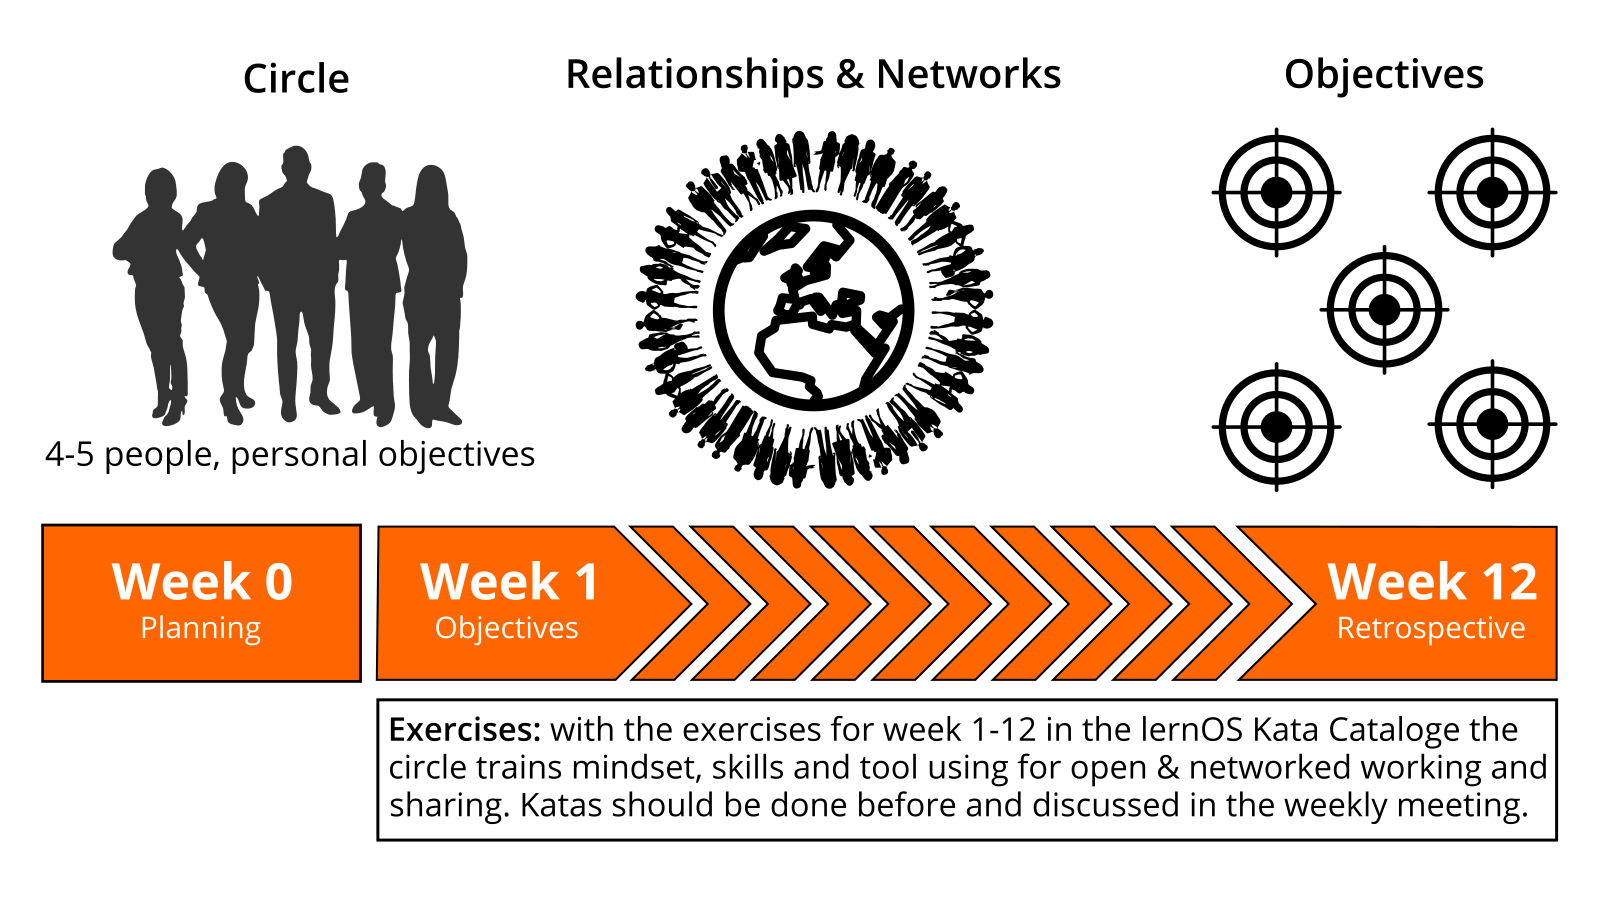 Circle
Relationships & Networks
Objectives
4-5 people, personal objectives
Week 0
Planning
Week 1
Objectives
Week 12
Retrospective
Exercises: with the exercises for week 1-12 in the lernOS Kata Cataloge the
circle trains mindset, skills and tool using for open & networked working and
sharing. Katas should be done before and discussed in the weekly meeting.